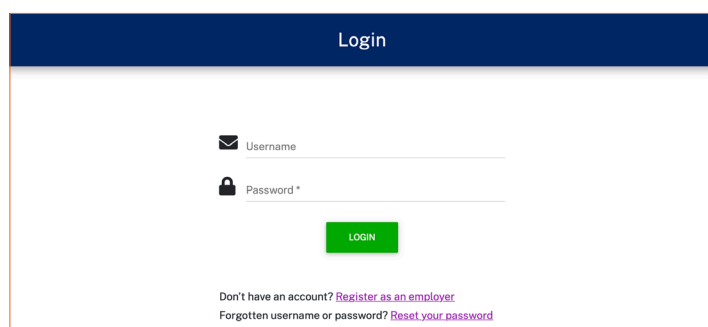 Login
Username
Password *
LOGIN
Don't have an account? Register as an employer
Forgotten username or password? Reset your password